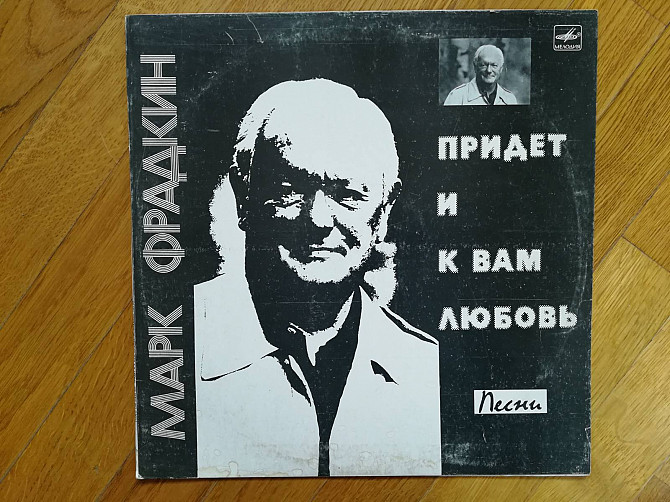 МАРК ФРАДКИН
МЕЛОДИЯ
ПРИДЕТ
И
К ВАМ
ЛЮБОВЬ
Песни